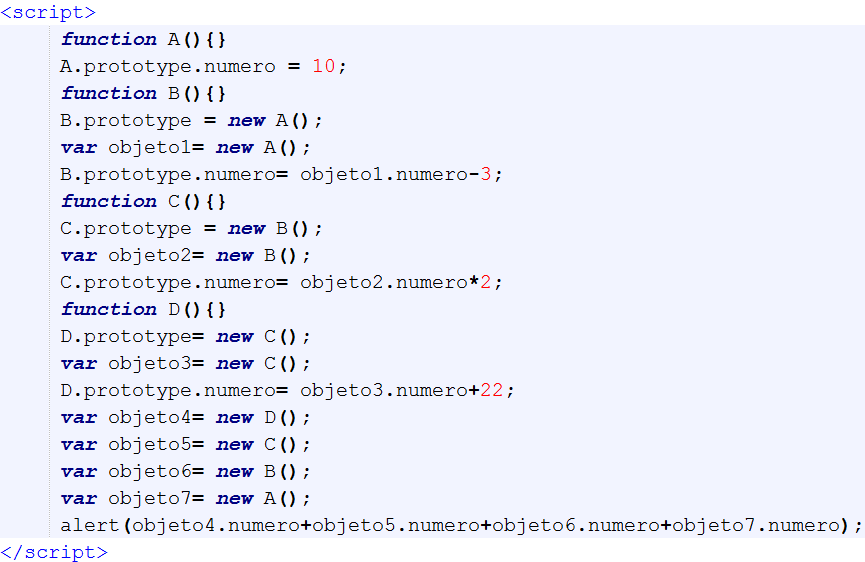 <script>
function A(){}
A.prototype.numero = 10;
function B(){}
B.prototype = new A();
var objeto1= new A();
B.prototype.numero= objeto1.numero-3;
function C(){}
C.prototype = new B();
var objeto2= new B();
C.prototype.numero= objeto2.numero*2;
function D(){}
D.prototype= new C();
var objeto3= new C();
D.prototype.numero= objeto3.numero+22;
var objeto4= new D();
var objeto5= new C();
var objeto6= new B();
var objeto7= new A();
alert(objeto4.numero+objeto5.numero+objeto6.numero+objeto7.numero);
</script>